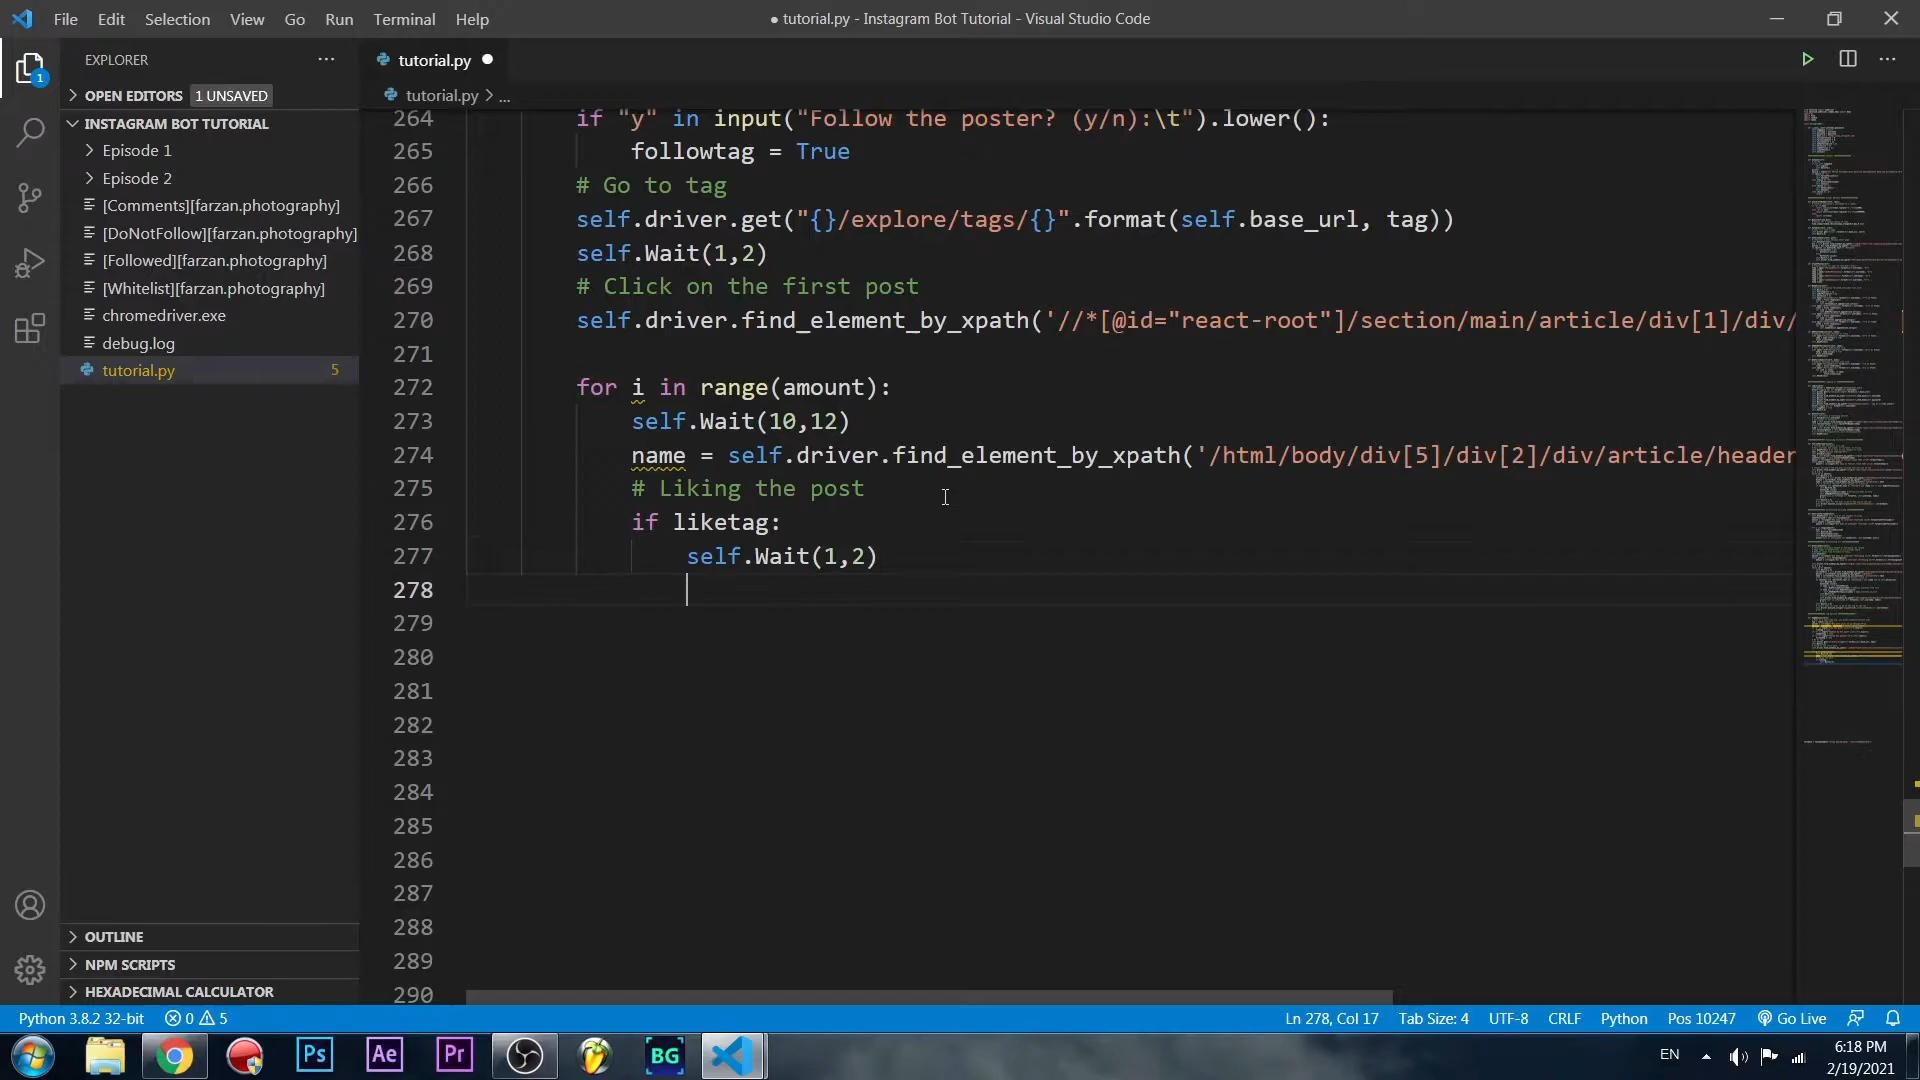 File Edit Selection View Go Run Terminal Help
● tutorial.py - Instagram Bot Tutorial - Visual Studio Code
EXPLORER
tutorial.py
OPEN EDITORS 1 UNSAVED
tutorial.py > ...
INSTAGRAM BOT TUTORIAL
Episode 1
Episode 2
[Comments][farzan.photography]
[DoNotFollow][farzan.photography]
[Followed][farzan.photography]
[Whitelist][farzan.photography]
chromedriver.exe
debug.log
tutorial.py 5
1
264 if "y" in input("Follow the poster? (y/n):\t").lower():
265 followtag = True
266 # Go to tag
267 self.driver.get("{}/explore/tags/{}".format(self.base_url, tag))
268 self.Wait(1,2)
269 # Click on the first post
270 self.driver.find_element_by_xpath('//*[@id="react-root"]/section/main/article/div[1]/div/
271
272 for i in range(amount):
273 self.Wait(10,12)
274 name = self.driver.find_element_by_xpath('/html/body/div[5]/div[2]/div/article/header
275 # Liking the post
276 if liketag:
277 self.Wait(1,2)
278
279
280
281
282
283
284
285
286
287
288
289
290
OUTLINE
NPM SCRIPTS
HEXADECIMAL CALCULATOR
Python 3.8.2 32-bit 0 5 Ln 278, Col 17 Tab Size: 4 UTF-8 CRLF Python Pos 10247 Go Live
Ps Ae Pr BG EN 6:18 PM
2/19/2021